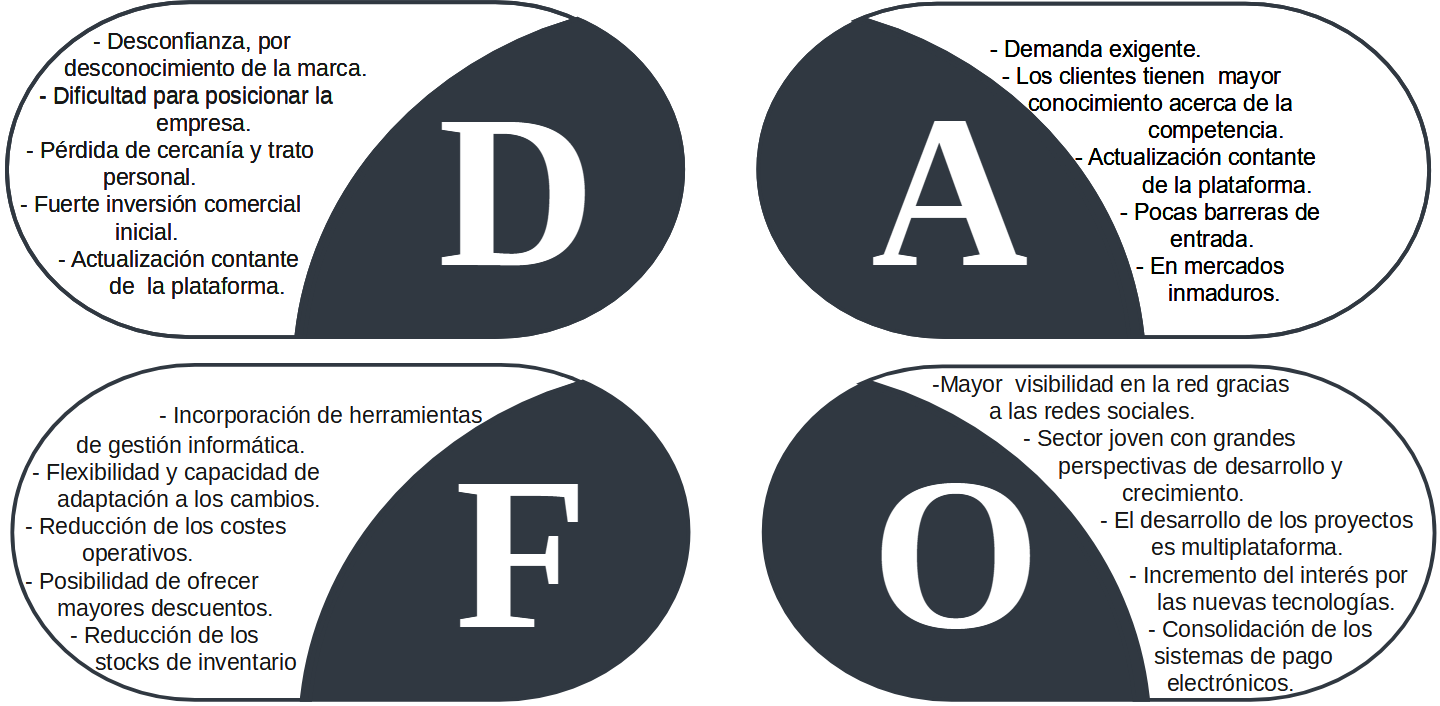 - Desconfianza, por
desconocimiento de la marca.
- Dificultad para posicionar la
empresa.
- Pérdida de cercanía y trato
personal.
- Fuerte inversión comercial
inicial.
- Actualización contante
de la plataforma.
D
A
- Demanda exigente.
- Los clientes tienen mayor
conocimiento acerca de la
competencia.
- Actualización contante
de la plataforma.
- Pocas barreras de
entrada.
- En mercados
inmaduros.
- Incorporación de herramientas
de gestión informática.
- Flexibilidad y capacidad de
adaptación a los cambios.
- Reducción de los costes
operativos.
- Posibilidad de ofrecer
mayores descuentos.
- Reducción de los
stocks de inventario
F
O
-Mayor visibilidad en la red gracias
a las redes sociales.
- Sector joven con grandes
perspectivas de desarrollo y
crecimiento.
- El desarrollo de los proyectos
es multiplataforma.
- Incremento del interés por
las nuevas tecnologías.
- Consolidación de los
sistemas de pago
electrónicos.